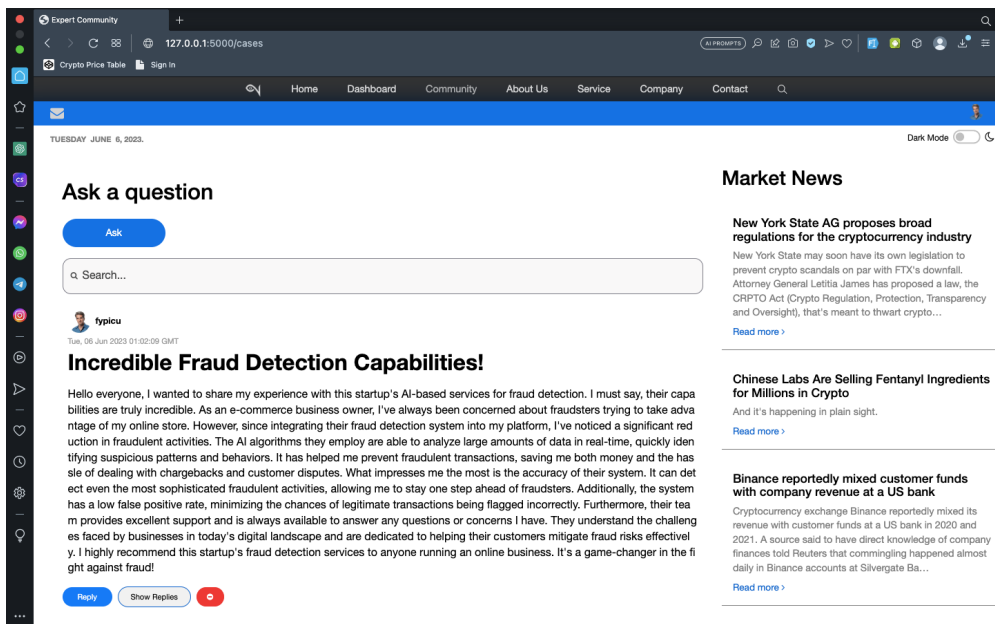 Expert Community
127.0.0.1:5000/cases
AI PROMPTS
Crypto Price Table
Sign In
Home
Dashboard
Community
About Us
Service
Company
Contact
TUESDAY JUNE 6, 2023.
Dark Mode
Ask a question
Ask
Search...
fypicu
Tue, 06 Jun 2023 01:02:09 GMT
Incredible Fraud Detection Capabilities!
Hello everyone, I wanted to share my experience with this startup's AI-based services for fraud detection. I must say, their capa
bilities are truly incredible. As an e-commerce business owner, I've always been concerned about fraudsters trying to take adva
ntage of my online store. However, since integrating their fraud detection system into my platform, I've noticed a significant red
uction in fraudulent activities. The AI algorithms they employ are able to analyze large amounts of data in real-time, quickly iden
tifying suspicious patterns and behaviors. It has helped me prevent fraudulent transactions, saving me both money and the has
sle of dealing with chargebacks and customer disputes. What impresses me the most is the accuracy of their system. It can det
ect even the most sophisticated fraudulent activities, allowing me to stay one step ahead of fraudsters. Additionally, the system
has a low false positive rate, minimizing the chances of legitimate transactions being flagged incorrectly. Furthermore, their tea
m provides excellent support and is always available to answer any questions or concerns I have. They understand the challeng
es faced by businesses in today's digital landscape and are dedicated to helping their customers mitigate fraud risks effectivel
y. I highly recommend this startup's fraud detection services to anyone running an online business. It's a game-changer in the fi
ght against fraud!
Reply
Show Replies
Market News
New York State AG proposes broad
regulations for the cryptocurrency industry
New York State may soon have its own legislation to
prevent crypto scandals on par with FTX's downfall.
Attorney General Letitia James has proposed a law, the
CRPTO Act (Crypto Regulation, Protection, Transparency
and Oversight), that's meant to thwart crypto…
Read more ›
Chinese Labs Are Selling Fentanyl Ingredients
for Millions in Crypto
And it's happening in plain sight.
Read more ›
Binance reportedly mixed customer funds
with company revenue at a US bank
Cryptocurrency exchange Binance reportedly mixed its
revenue with customer funds at a US bank in 2020 and
2021. A source said to have direct knowledge of company
finances told Reuters that commingling happened almost
daily in Binance accounts at Silvergate Ba…
Read more ›